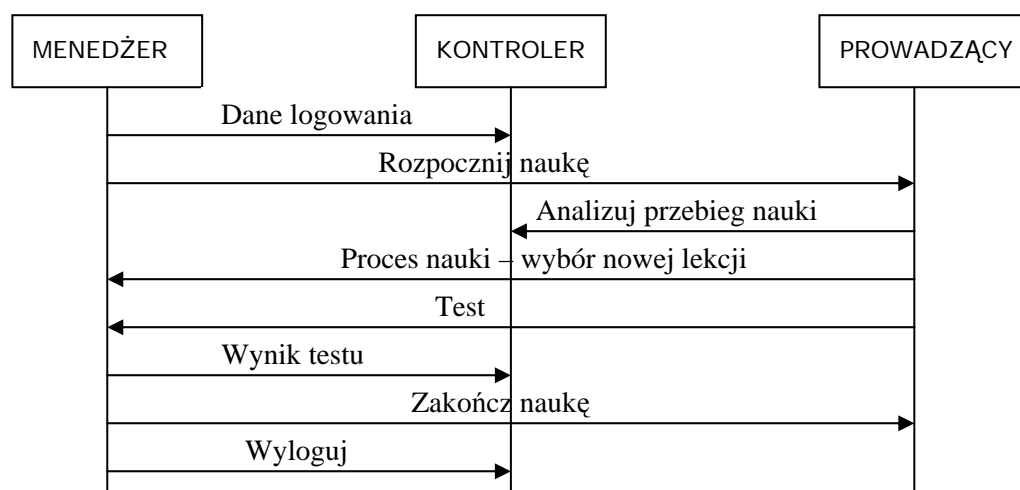 MENEDŻER
KONTROLER
PROWADZĄCY
Dane logowania
Rozpocznij naukę
Analizuj przebieg nauki
Proces nauki – wybór nowej lekcji
Test
Wynik testu
Zakończ naukę
Wyloguj